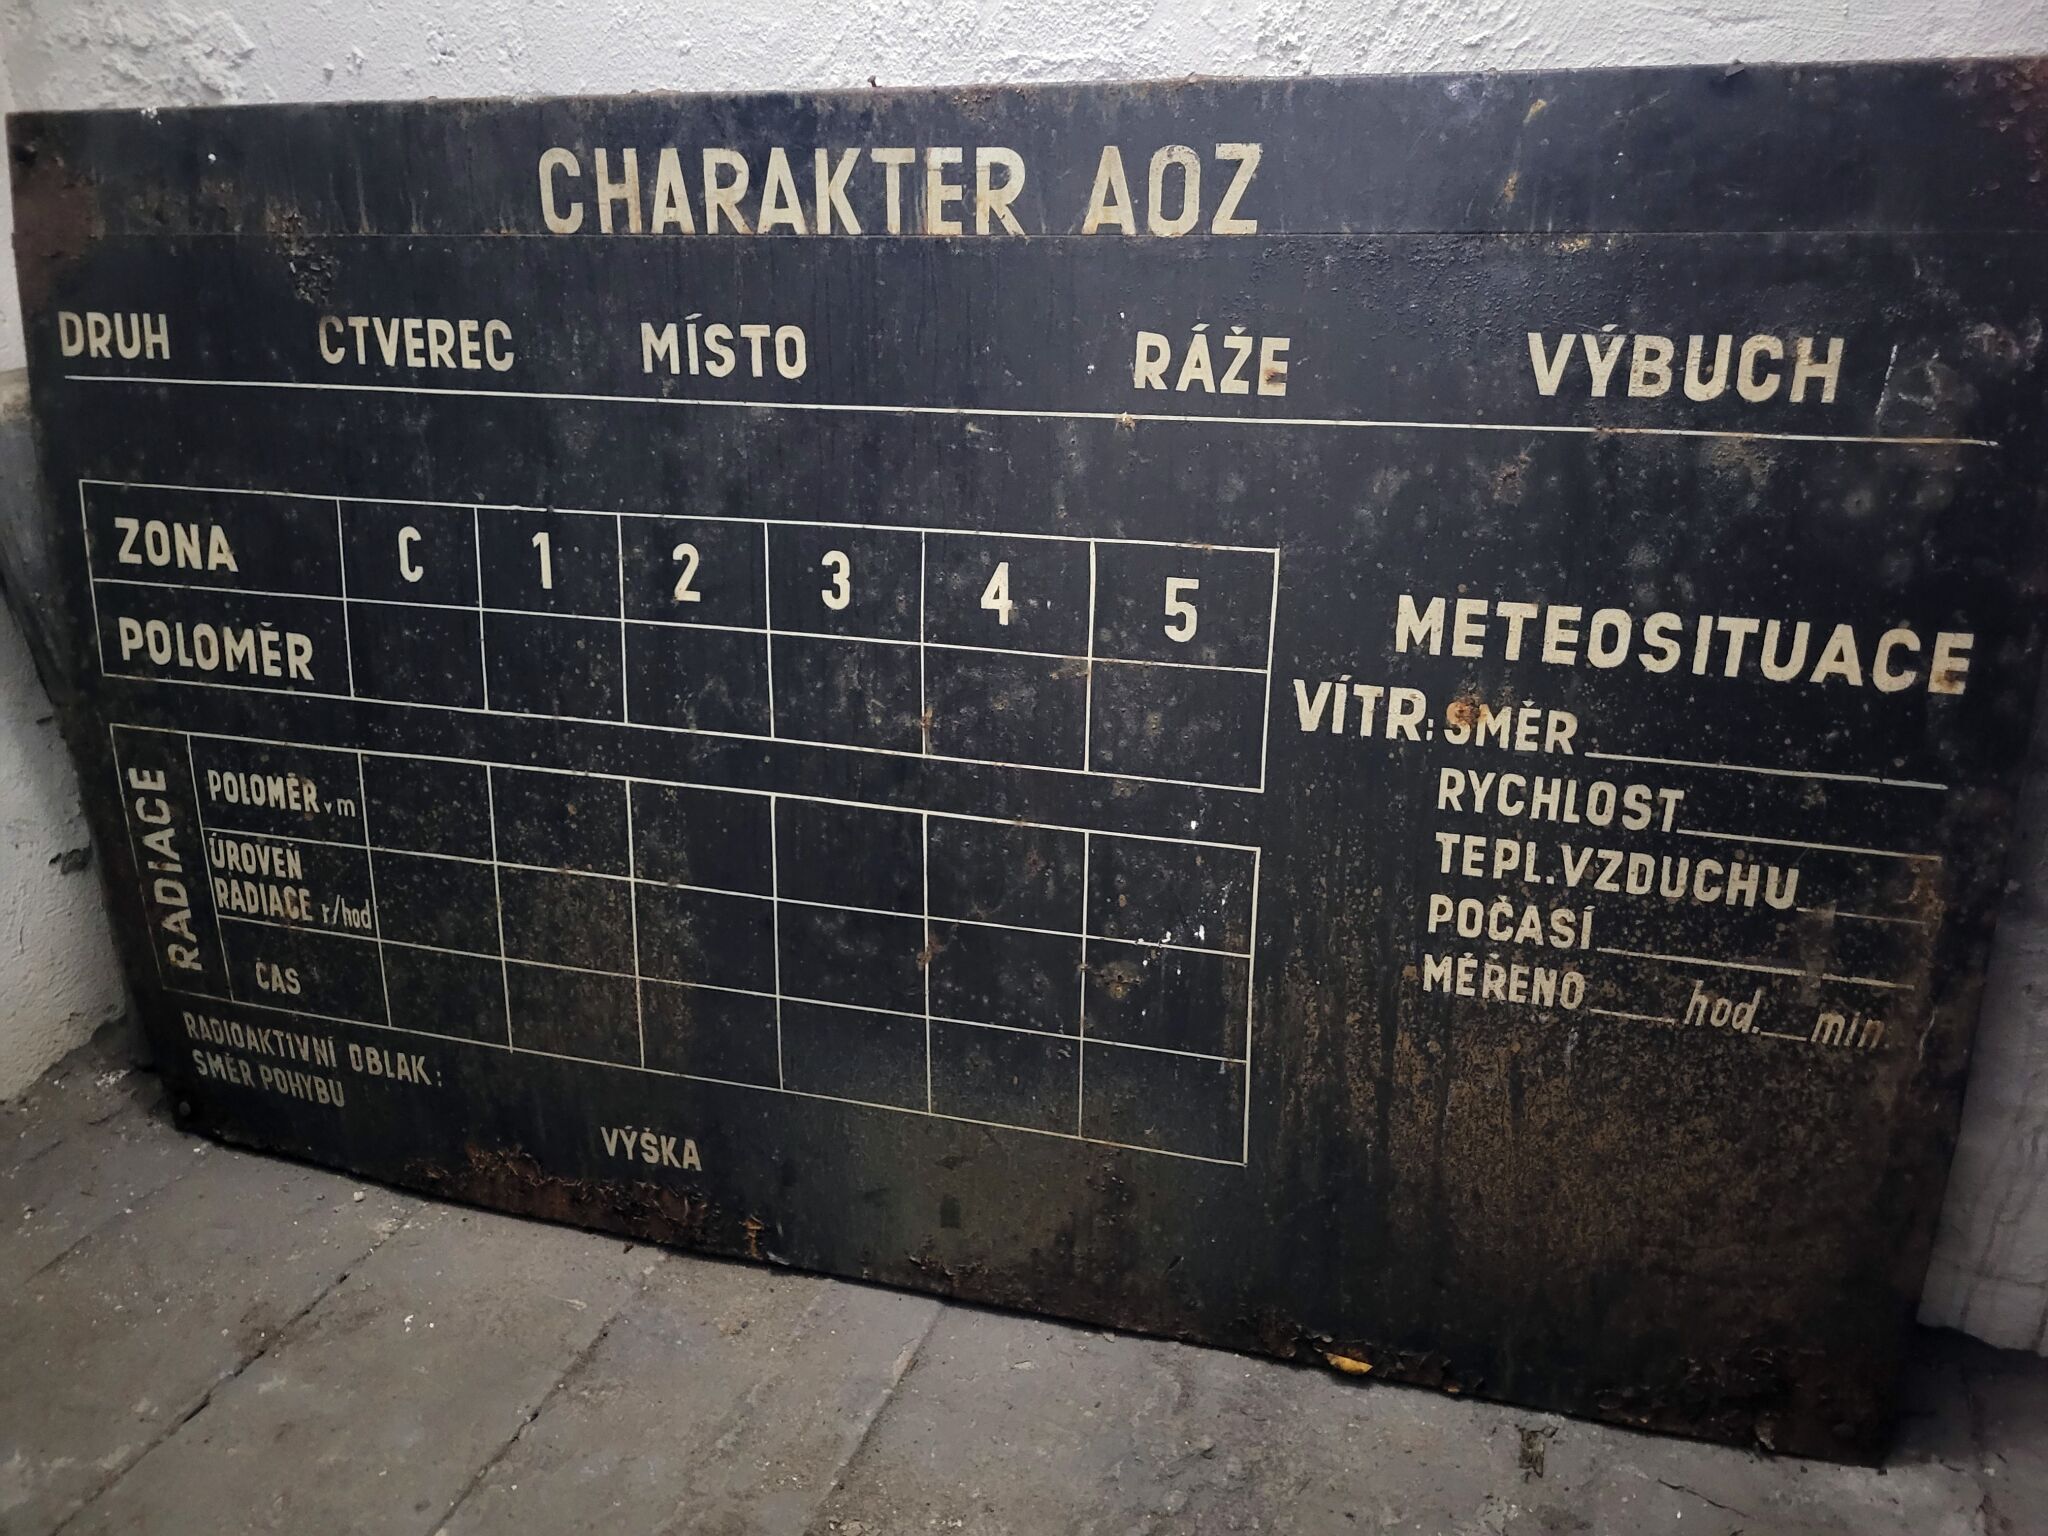 CHARAKTER AOZ
DRUH CTVEREC MÍSTO RÁŽE VÝBUCH
ZONA C 1 2 3 4 5
POLOMĚR
METEOSITUACE
VÍTR: SMĚR
RYCHLOST
TEPL. VZDUCHU
POČASÍ
MĚŘENO hod. min
RADIACE
POLOMĚR v m
ÚROVEŇ
RADIACE r/hod
ČAS
RADIOAKTIVNÍ OBLAK:
SMĚR POHYBU
VÝŠKA